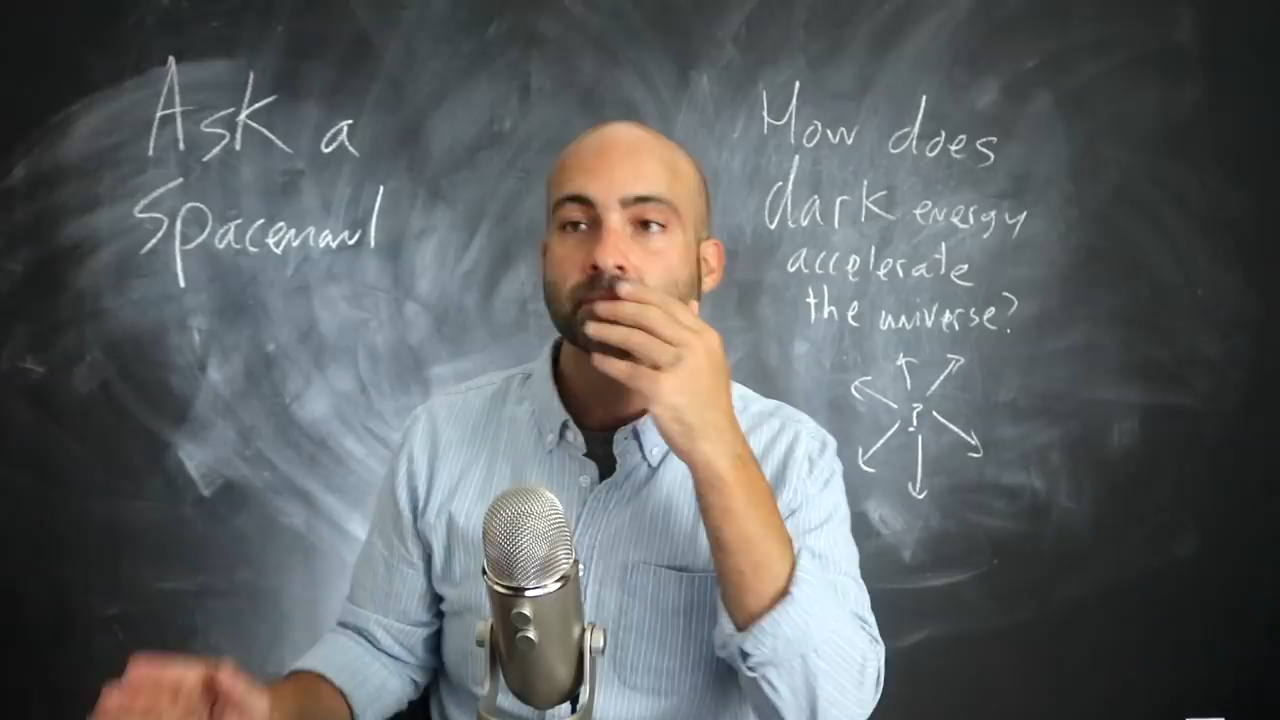 Ask a
Spaceman!
How does
dark energy
accelerate
the universe?
?